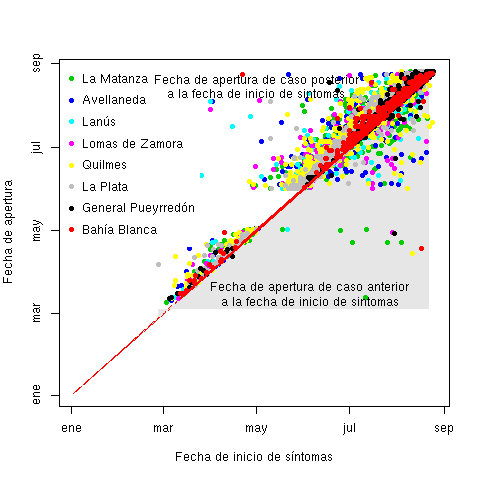 sep
jul
may
mar
ene
Fecha de apertura
La Matanza
Avellaneda
Lanús
Lomas de Zamora
Quilmes
La Plata
General Pueyrredón
Bahía Blanca
Fecha de apertura de caso posterior
a la fecha de inicio de síntomas
Fecha de apertura de caso anterior
a la fecha de inicio de síntomas
ene mar may jul sep
Fecha de inicio de síntomas